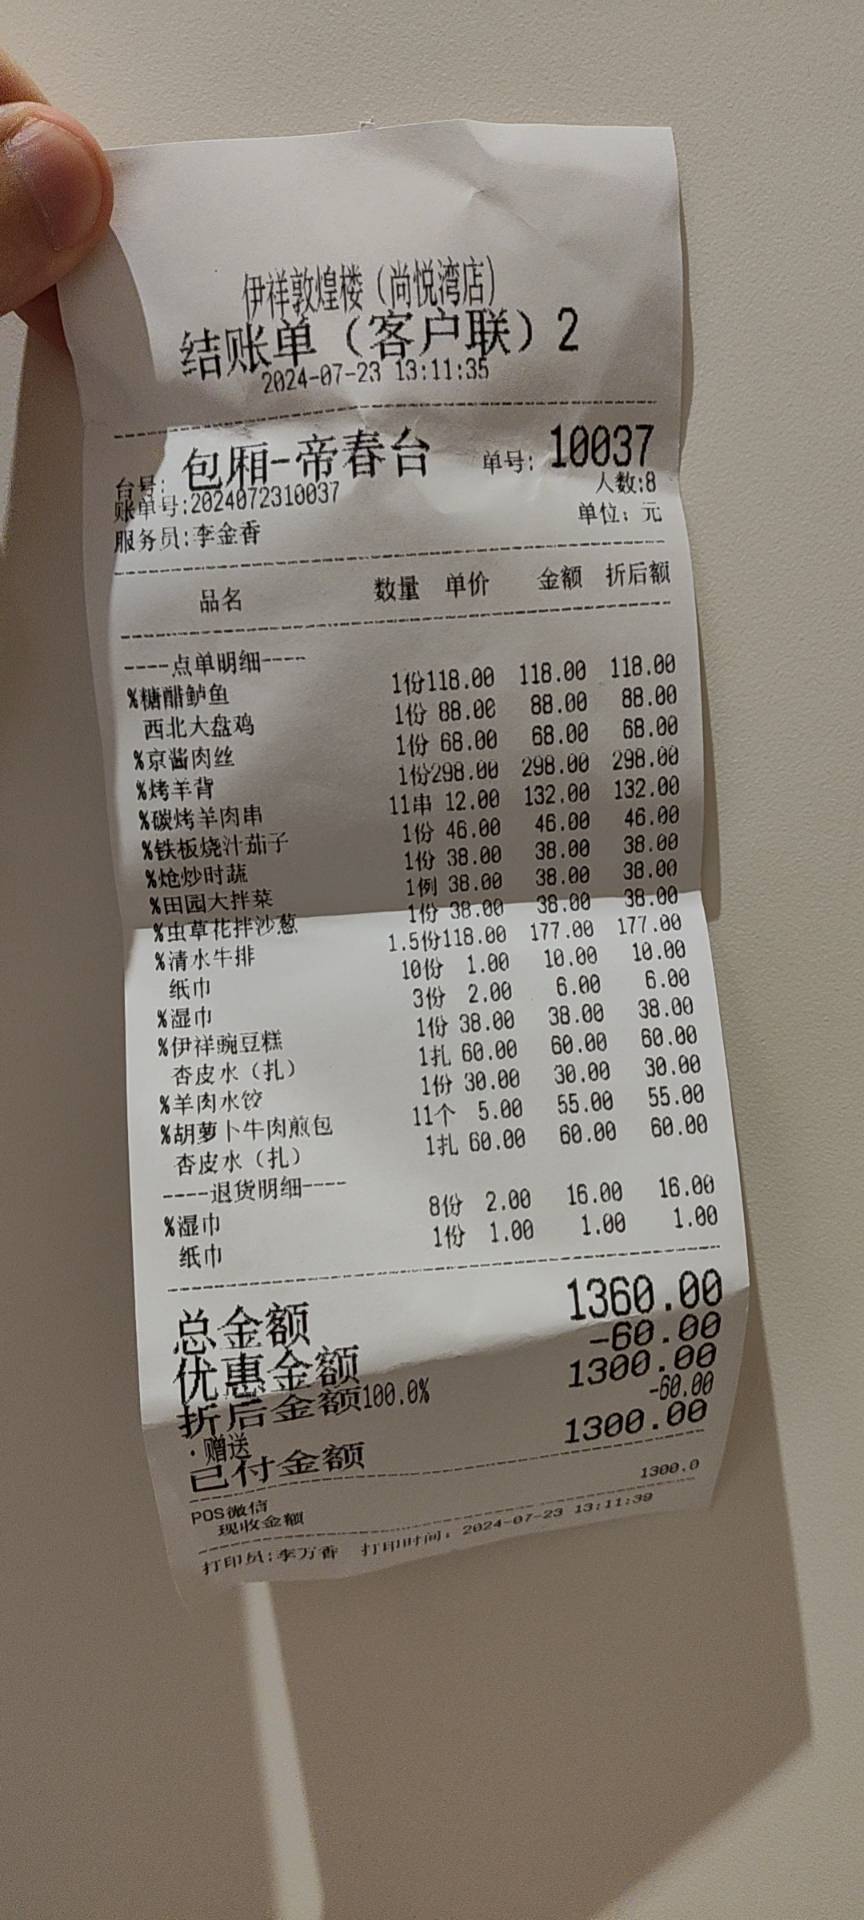 伊祥敦煌楼（尚悦湾店）
结账单（客户联）2
2024-07-23 13:11:35
台号: 包厢-帝春台 单号: 10037
账单号:2024072310037 人数:8
服务员:李金香 单位：元
品名 数量 单价 金额 折后额
----点单明细----
%糖醋鲈鱼 1份118.00 118.00 118.00
西北大盘鸡 1份 88.00 88.00 88.00
%京酱肉丝 1份 68.00 68.00 68.00
%烤羊背 1份298.00 298.00 298.00
%碳烤羊肉串 11串 12.00 132.00 132.00
%铁板烧汁茄子 1份 46.00 46.00 46.00
%炝炒时蔬 1份 38.00 38.00 38.00
%田园大拌菜 1例 38.00 38.00 38.00
%虫草花拌沙葱 1份 38.00 38.00 38.00
%清水牛排 1.5份118.00 177.00 177.00
纸巾 10份 1.00 10.00 10.00
%湿巾 3份 2.00 6.00 6.00
%伊祥豌豆糕 1份 38.00 38.00 38.00
杏皮水（扎） 1扎 60.00 60.00 60.00
%羊肉水饺 1份 30.00 30.00 30.00
%胡萝卜牛肉煎包 11个 5.00 55.00 55.00
杏皮水（扎） 1扎 60.00 60.00 60.00
----退货明细----
%湿巾 8份 2.00 16.00 16.00
纸巾 1份 1.00 1.00 1.00
总金额 1360.00
优惠金额 -60.00
折后金额100.0% 1300.00
·赠送 -60.00
已付金额 1300.00
POS微信 1300.0
现收金额
打印员:李万香 打印时间：2024-07-23 13:11:39